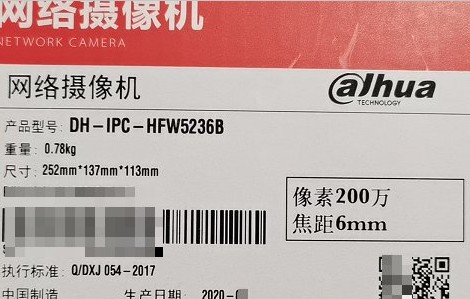 网络摄像机
NETWORK CAMERA
网络摄像机
alhua
TECHNOLOGY
产品型号: DH-IPC-HFW5236B
重量: 0.78kg
尺寸: 252mm*137mm*113mm
像素200万
焦距6mm
执行标准: Q/DXJ 054-2017
中国制造
生产日期: 2020-